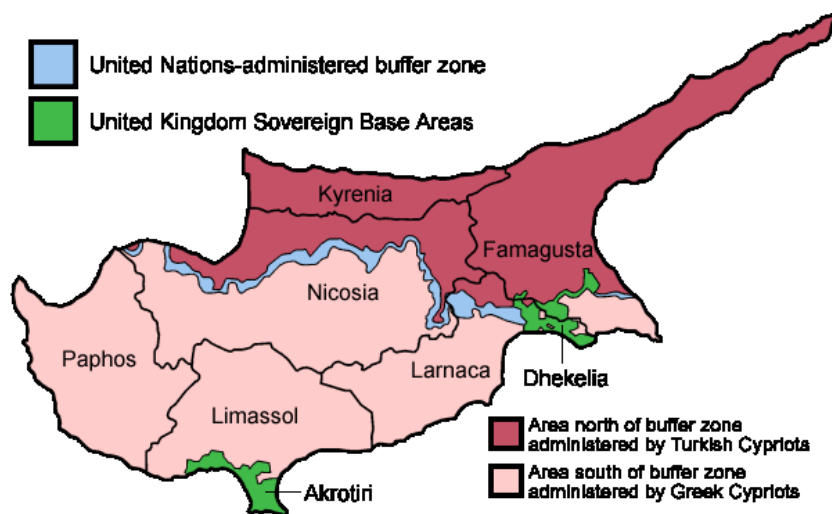 United Nations-administered buffer zone
United Kingdom Sovereign Base Areas
Kyrenia
Famagusta
Nicosia
Paphos
Larnaca
Dhekelia
Limassol
Area north of buffer zone
administered by Turkish Cypriots
Area south of buffer zone
administered by Greek Cypriots
Akrotiri